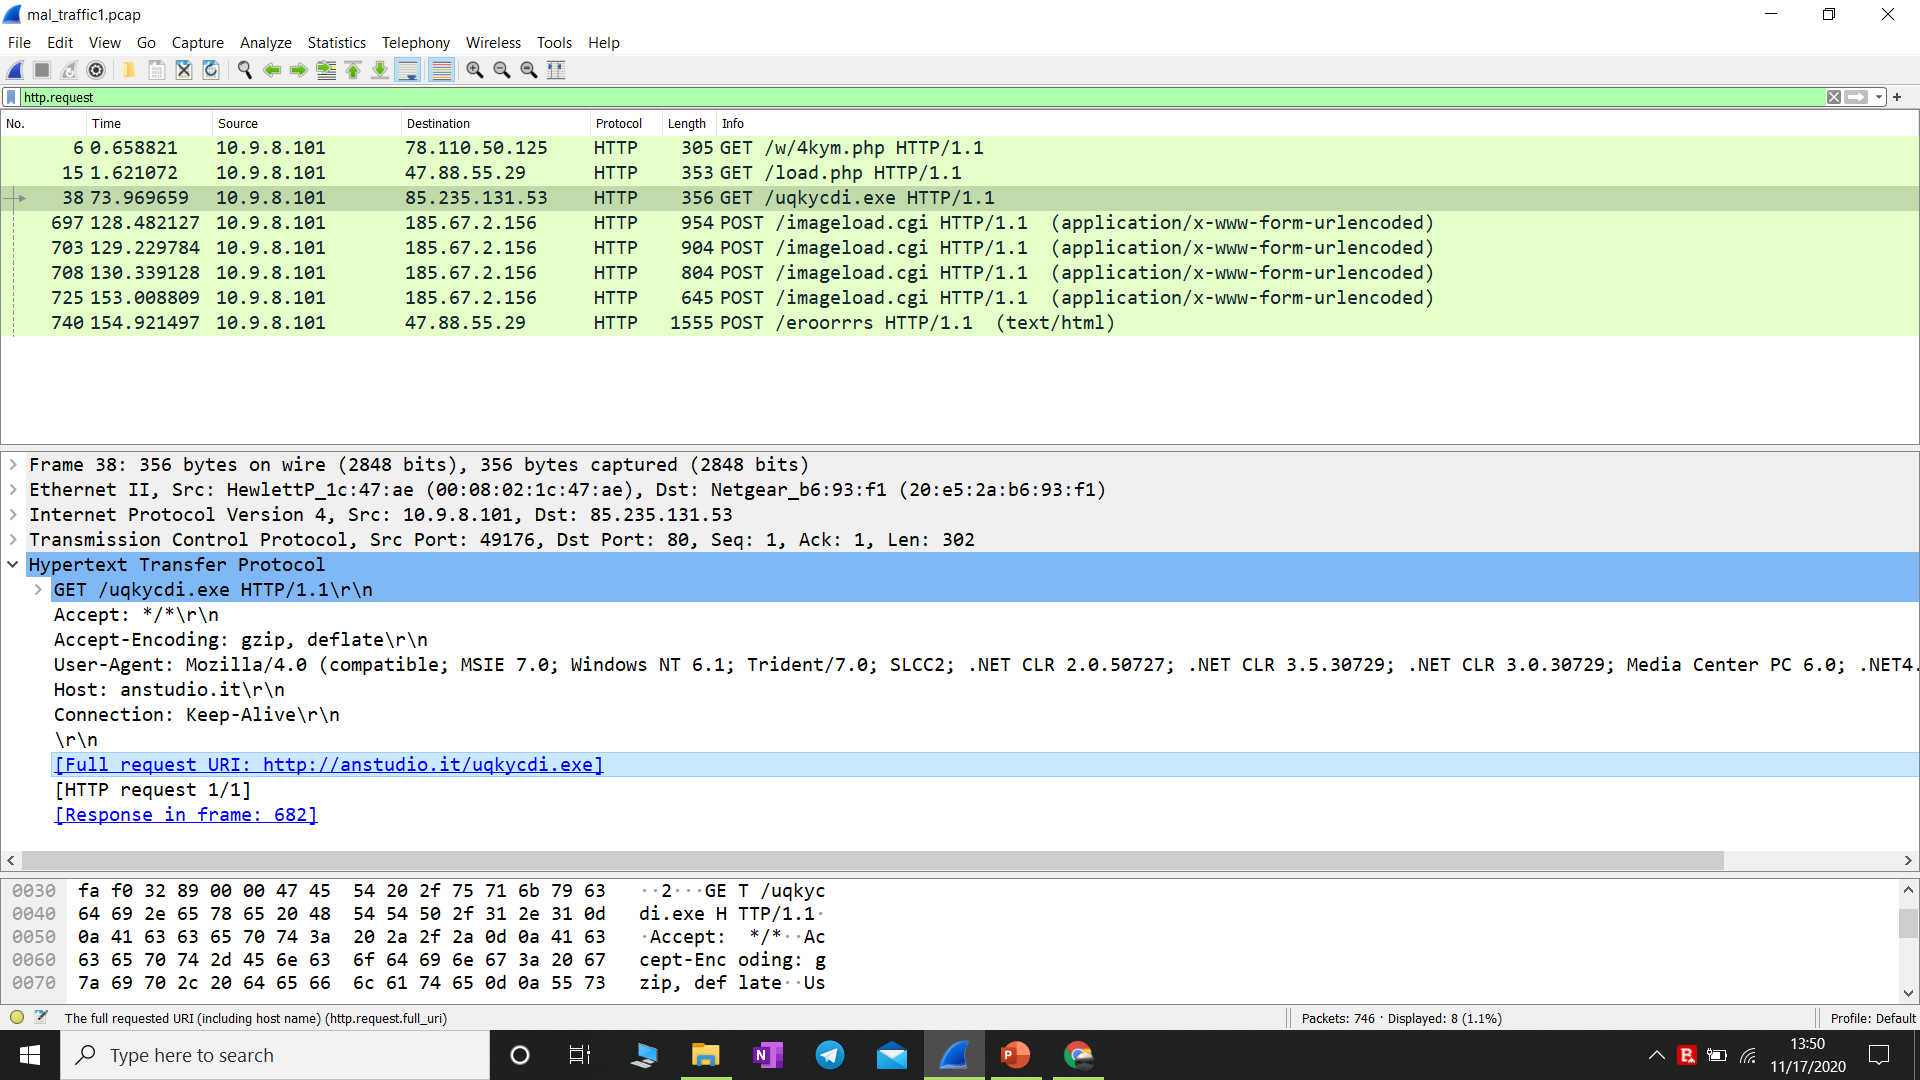 mal_traffic1.pcap
File Edit View Go Capture Analyze Statistics Telephony Wireless Tools Help
http.request
No. Time Source Destination Protocol Length Info
6 0.658821 10.9.8.101 78.110.50.125 HTTP 305 GET /w/4kym.php HTTP/1.1
15 1.621072 10.9.8.101 47.88.55.29 HTTP 353 GET /load.php HTTP/1.1
38 73.969659 10.9.8.101 85.235.131.53 HTTP 356 GET /uqkycdi.exe HTTP/1.1
697 128.482127 10.9.8.101 185.67.2.156 HTTP 954 POST /imageload.cgi HTTP/1.1 (application/x-www-form-urlencoded)
703 129.229784 10.9.8.101 185.67.2.156 HTTP 904 POST /imageload.cgi HTTP/1.1 (application/x-www-form-urlencoded)
708 130.339128 10.9.8.101 185.67.2.156 HTTP 804 POST /imageload.cgi HTTP/1.1 (application/x-www-form-urlencoded)
725 153.008809 10.9.8.101 185.67.2.156 HTTP 645 POST /imageload.cgi HTTP/1.1 (application/x-www-form-urlencoded)
740 154.921497 10.9.8.101 47.88.55.29 HTTP 1555 POST /eroorrrs HTTP/1.1 (text/html)
Frame 38: 356 bytes on wire (2848 bits), 356 bytes captured (2848 bits)
Ethernet II, Src: HewlettP_1c:47:ae (00:08:02:1c:47:ae), Dst: Netgear_b6:93:f1 (20:e5:2a:b6:93:f1)
Internet Protocol Version 4, Src: 10.9.8.101, Dst: 85.235.131.53
Transmission Control Protocol, Src Port: 49176, Dst Port: 80, Seq: 1, Ack: 1, Len: 302
Hypertext Transfer Protocol
GET /uqkycdi.exe HTTP/1.1\r\n
Accept: */*\r\n
Accept-Encoding: gzip, deflate\r\n
User-Agent: Mozilla/4.0 (compatible; MSIE 7.0; Windows NT 6.1; Trident/7.0; SLCC2; .NET CLR 2.0.50727; .NET CLR 3.5.30729; .NET CLR 3.0.30729; Media Center PC 6.0; .NET4.
Host: anstudio.it\r\n
Connection: Keep-Alive\r\n
\r\n
[Full request URI: http://anstudio.it/uqkycdi.exe]
[HTTP request 1/1]
[Response in frame: 682]
0030 fa f0 32 89 00 00 47 45 54 20 2f 75 71 6b 79 63 ··2···GE T /uqkyc
0040 64 69 2e 65 78 65 20 48 54 54 50 2f 31 2e 31 0d di.exe H TTP/1.1·
0050 0a 41 63 63 65 70 74 3a 20 2a 2f 2a 0d 0a 41 63 ·Accept: */*··Ac
0060 63 65 70 74 2d 45 6e 63 6f 64 69 6e 67 3a 20 67 cept-Enc oding: g
0070 7a 69 70 2c 20 64 65 66 6c 61 74 65 0d 0a 55 73 zip, def late··Us
The full requested URI (including host name) (http.request.full_uri) Packets: 746 · Displayed: 8 (1.1%) Profile: Default
Type here to search
13:50
11/17/2020